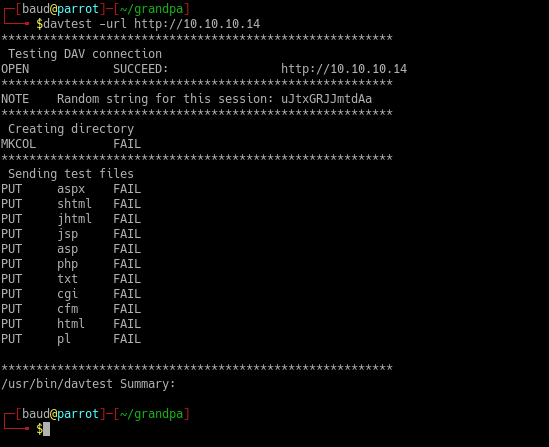 ┌─[baud@parrot]─[~/grandpa]
└──╼ $davtest -url http://10.10.10.14
********************************************************
 Testing DAV connection
OPEN            SUCCEED:                http://10.10.10.14
********************************************************
NOTE    Random string for this session: uJtxGRJJmtdAa
********************************************************
 Creating directory
MKCOL           FAIL
********************************************************
 Sending test files
PUT     aspx    FAIL
PUT     shtml   FAIL
PUT     jhtml   FAIL
PUT     jsp     FAIL
PUT     asp     FAIL
PUT     php     FAIL
PUT     txt     FAIL
PUT     cgi     FAIL
PUT     cfm     FAIL
PUT     html    FAIL
PUT     pl      FAIL
********************************************************
/usr/bin/davtest Summary:
┌─[baud@parrot]─[~/grandpa]
└──╼ $